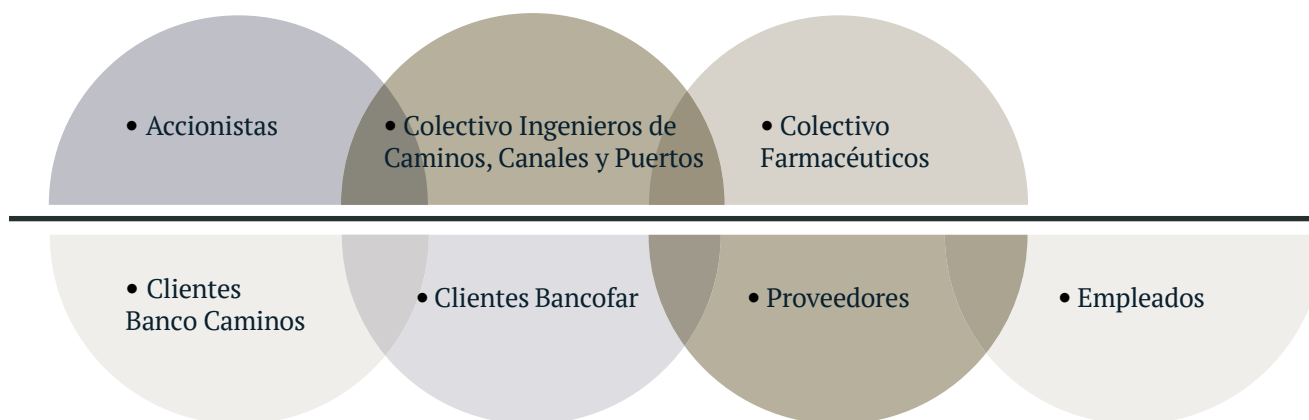 • Accionistas
• Colectivo Ingenieros de
Caminos, Canales y Puertos
• Colectivo
Farmacéuticos
• Clientes
Banco Caminos
• Clientes Bancofar
• Proveedores
• Empleados